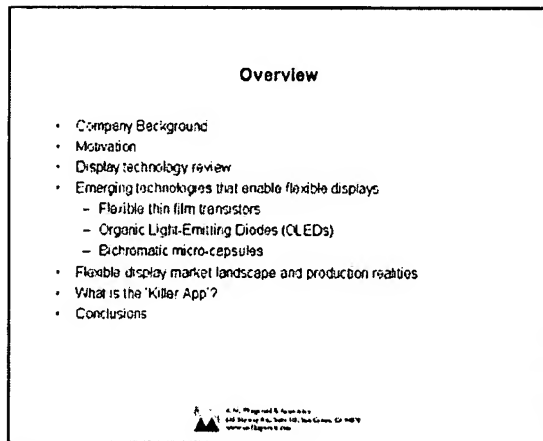 Overview
• Company Background
• Motivation
• Display technology review
• Emerging technologies that enable flexible displays
– Flexible thin film transistors
– Organic Light-Emitting Diodes (OLEDs)
– Bichromatic micro-capsules
• Flexible display market landscape and production realities
• What is the 'Killer App'?
• Conclusions
& Associates